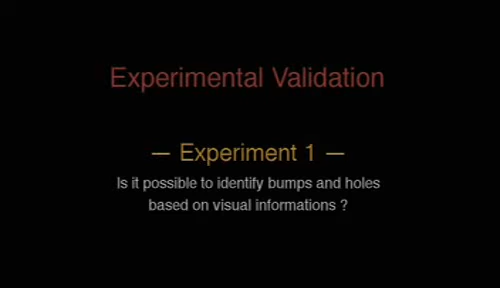 Experimental Validation
— Experiment 1 —
Is it possible to identify bumps and holes
based on visual informations ?